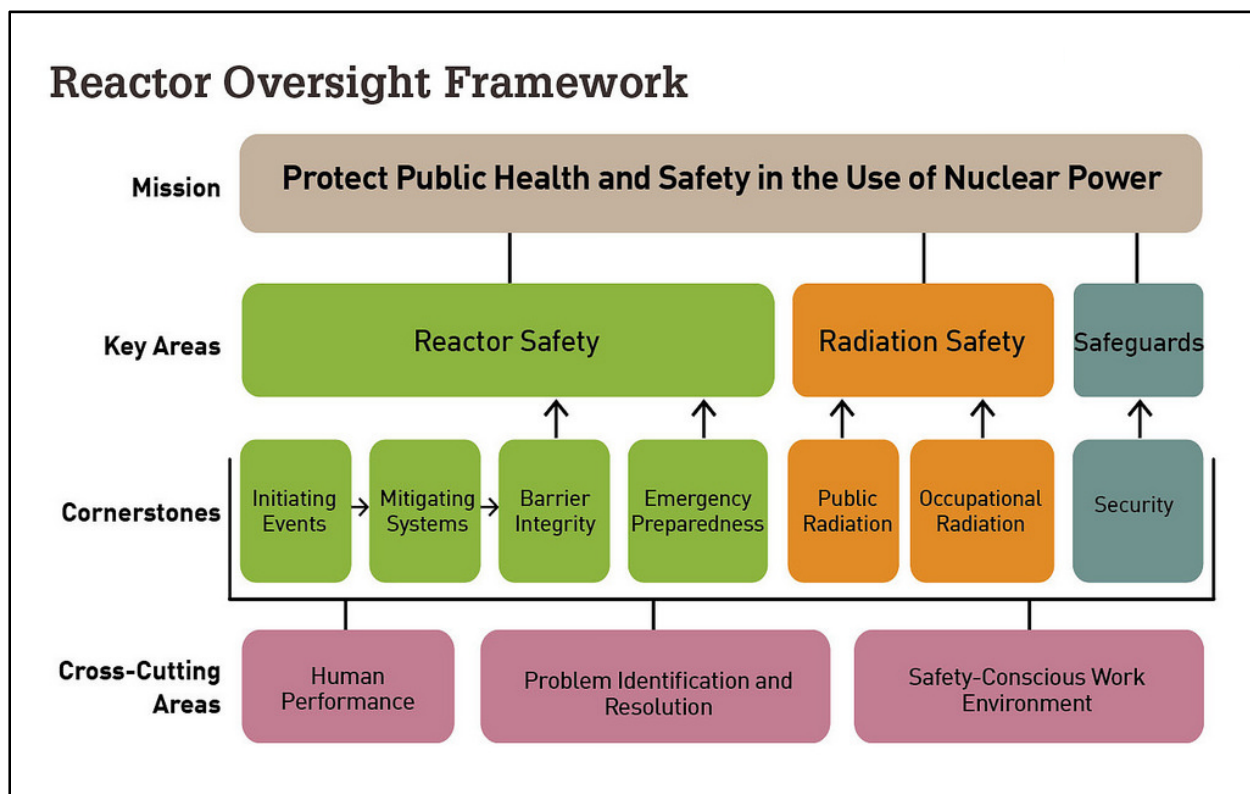 Reactor Oversight Framework
Mission
Protect Public Health and Safety in the Use of Nuclear Power
Key Areas
Reactor Safety
Radiation Safety
Safeguards
Cornerstones
Initiating
Events
Mitigating
Systems
Barrier
Integrity
Emergency
Preparedness
Public
Radiation
Occupational
Radiation
Security
Cross-Cutting
Areas
Human
Performance
Problem Identification and
Resolution
Safety-Conscious Work
Environment